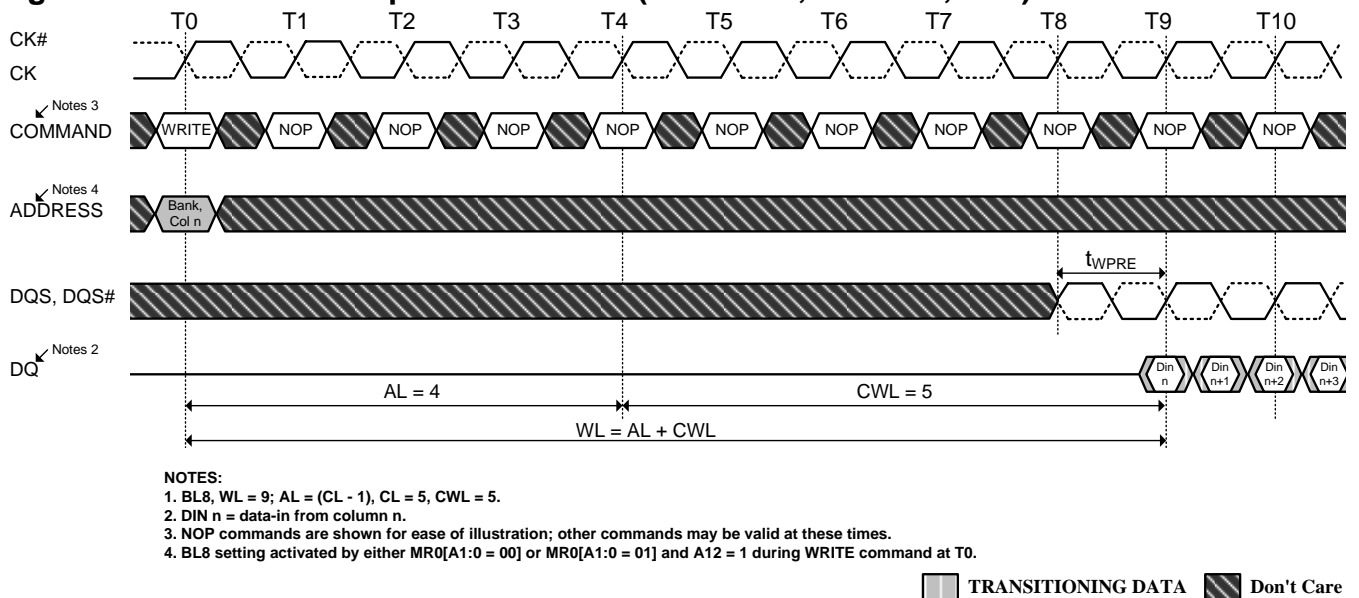 T0 T1 T2 T3 T4 T5 T6 T7 T8 T9 T10
CK#
CK
Notes 3
COMMAND
WRITE NOP NOP NOP NOP NOP NOP NOP NOP NOP NOP
Notes 4
ADDRESS
Bank,
Col n
tWPRE
DQS, DQS#
Notes 2
DQ
Din n
Din n+1
Din n+2
Din n+3
AL = 4
CWL = 5
WL = AL + CWL
NOTES:
1. BL8, WL = 9; AL = (CL - 1), CL = 5, CWL = 5.
2. DIN n = data-in from column n.
3. NOP commands are shown for ease of illustration; other commands may be valid at these times.
4. BL8 setting activated by either MR0[A1:0 = 00] or MR0[A1:0 = 01] and A12 = 1 during WRITE command at T0.
TRANSITIONING DATA
Don't Care